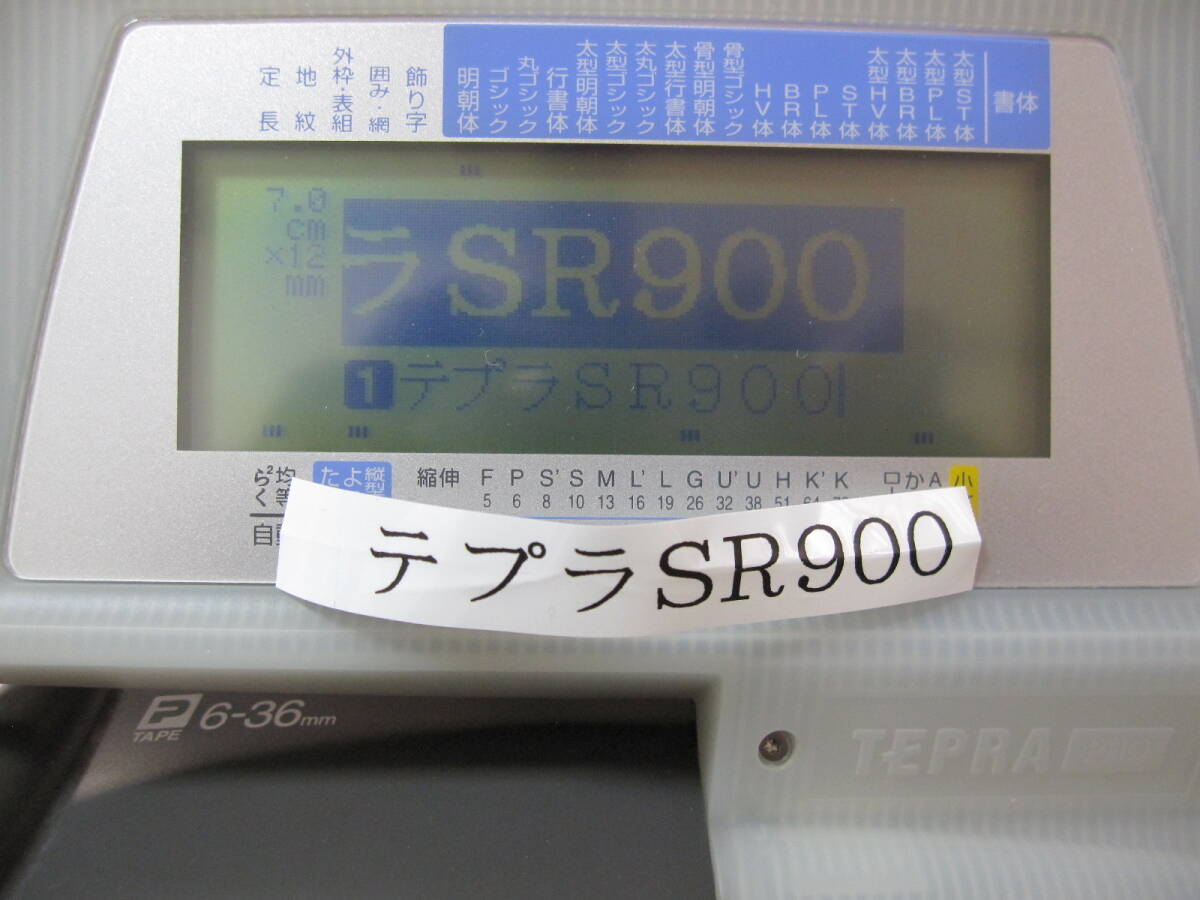 定長
地紋
外枠・表組
囲み・網
飾り字
明朝体
ゴシック
丸ゴシック
行書体
太型明朝体
太型ゴシック
太丸ゴシック
太型行書体
骨型明朝体
骨型ゴシック
HV体
BR体
PL体
ST体
太型HV体
太型BR体
太型PL体
太型ST体
書体
7.0
cm
×12
mm
ラSR900
1テプラSR900
縮 伸 F P S' S M L' L G U' U H K' K
5 6 8 10 13 16 19 26 32 38 51
か A 小
テプラSR900
TAPE 6-36mm
TEPRA